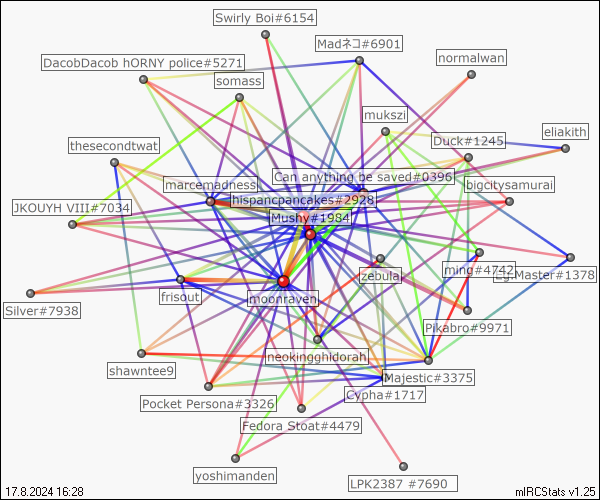 Swirly Boi#6154
Madネコ#6901
normalwan
DacobDacob hORNY police#5271
somass
mukszi
eliakith
Duck#1245
thesecondtwat
Can anything be saved#0396
marcemadness
bigcitysamurai
hispancpancakes#2928
JKOUYH VIII#7034
Mushy#1984
ming#4742
.Master#1378
zebula
frisout
moonraven
Silver#7938
Pikabro#9971
neokingghidorah
shawntee9
Majestic#3375
Cypha#1717
Pocket Persona#3326
Fedora Stoat#4479
yoshimanden
LPK2387 #7690
17.8.2024 16:28
mIRCStats v1.25